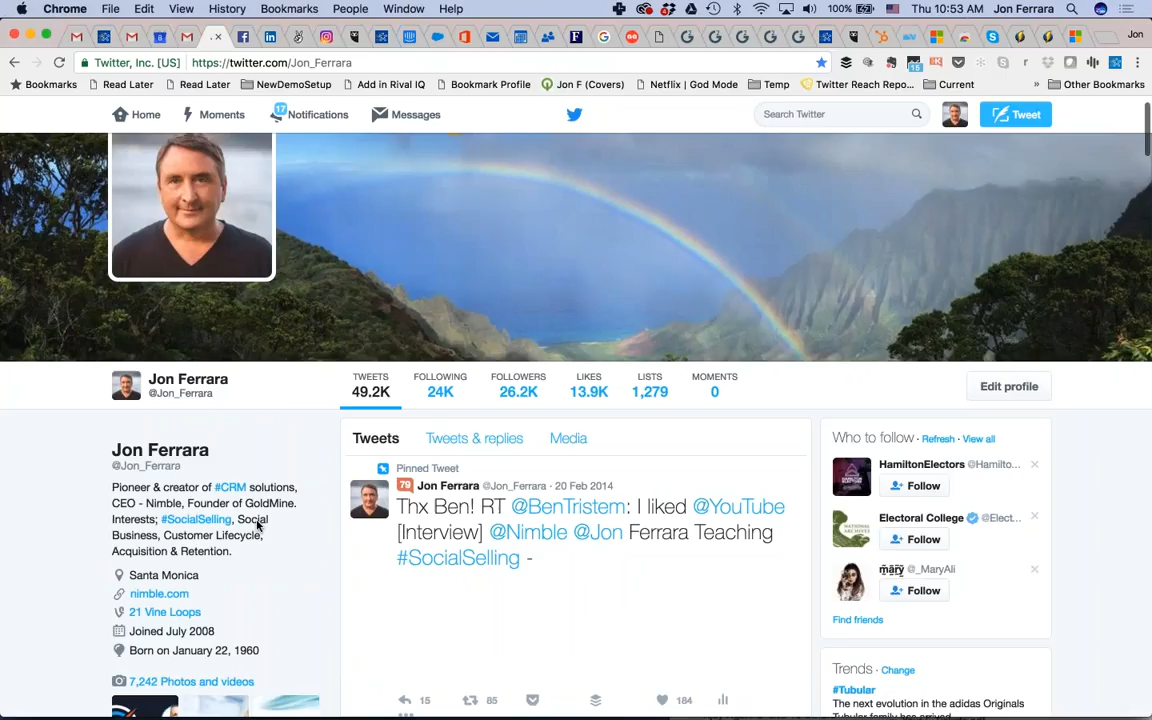 Chrome File Edit View History Bookmarks People Window Help 100% Thu 10:53 AM Jon Ferrara
Jon
Twitter, Inc. [US] https://twitter.com/Jon_Ferrara 15
Bookmarks Read Later Read Later NewDemoSetup Add in Rival IQ Bookmark Profile Jon F (Covers) Netflix | God Mode Temp Twitter Reach Repo... Current » Other Bookmarks
Home Moments 17 Notifications Messages Search Twitter Tweet
Jon Ferrara
@Jon_Ferrara
TWEETS FOLLOWING FOLLOWERS LIKES LISTS MOMENTS
49.2K 24K 26.2K 13.9K 1,279 0
Edit profile
Jon Ferrara
@Jon_Ferrara
Pioneer & creator of #CRM solutions,
CEO - Nimble, Founder of GoldMine.
Interests; #SocialSelling, Social
Business, Customer Lifecycle,
Acquisition & Retention.
Santa Monica
nimble.com
21 Vine Loops
Joined July 2008
Born on January 22, 1960
7,242 Photos and videos
Tweets Tweets & replies Media
Pinned Tweet
79 Jon Ferrara @Jon_Ferrara · 20 Feb 2014
Thx Ben! RT @BenTristem: I liked @YouTube
[Interview] @Nimble @Jon Ferrara Teaching
#SocialSelling -
15 85 184
Who to follow · Refresh · View all
HamiltonElectors @Hamilto...
Follow
Electoral College @Elect...
Follow
@_MaryAli
Follow
Find friends
Trends · Change
#Tubular
The next evolution in the adidas Originals
Tubular family has arrived